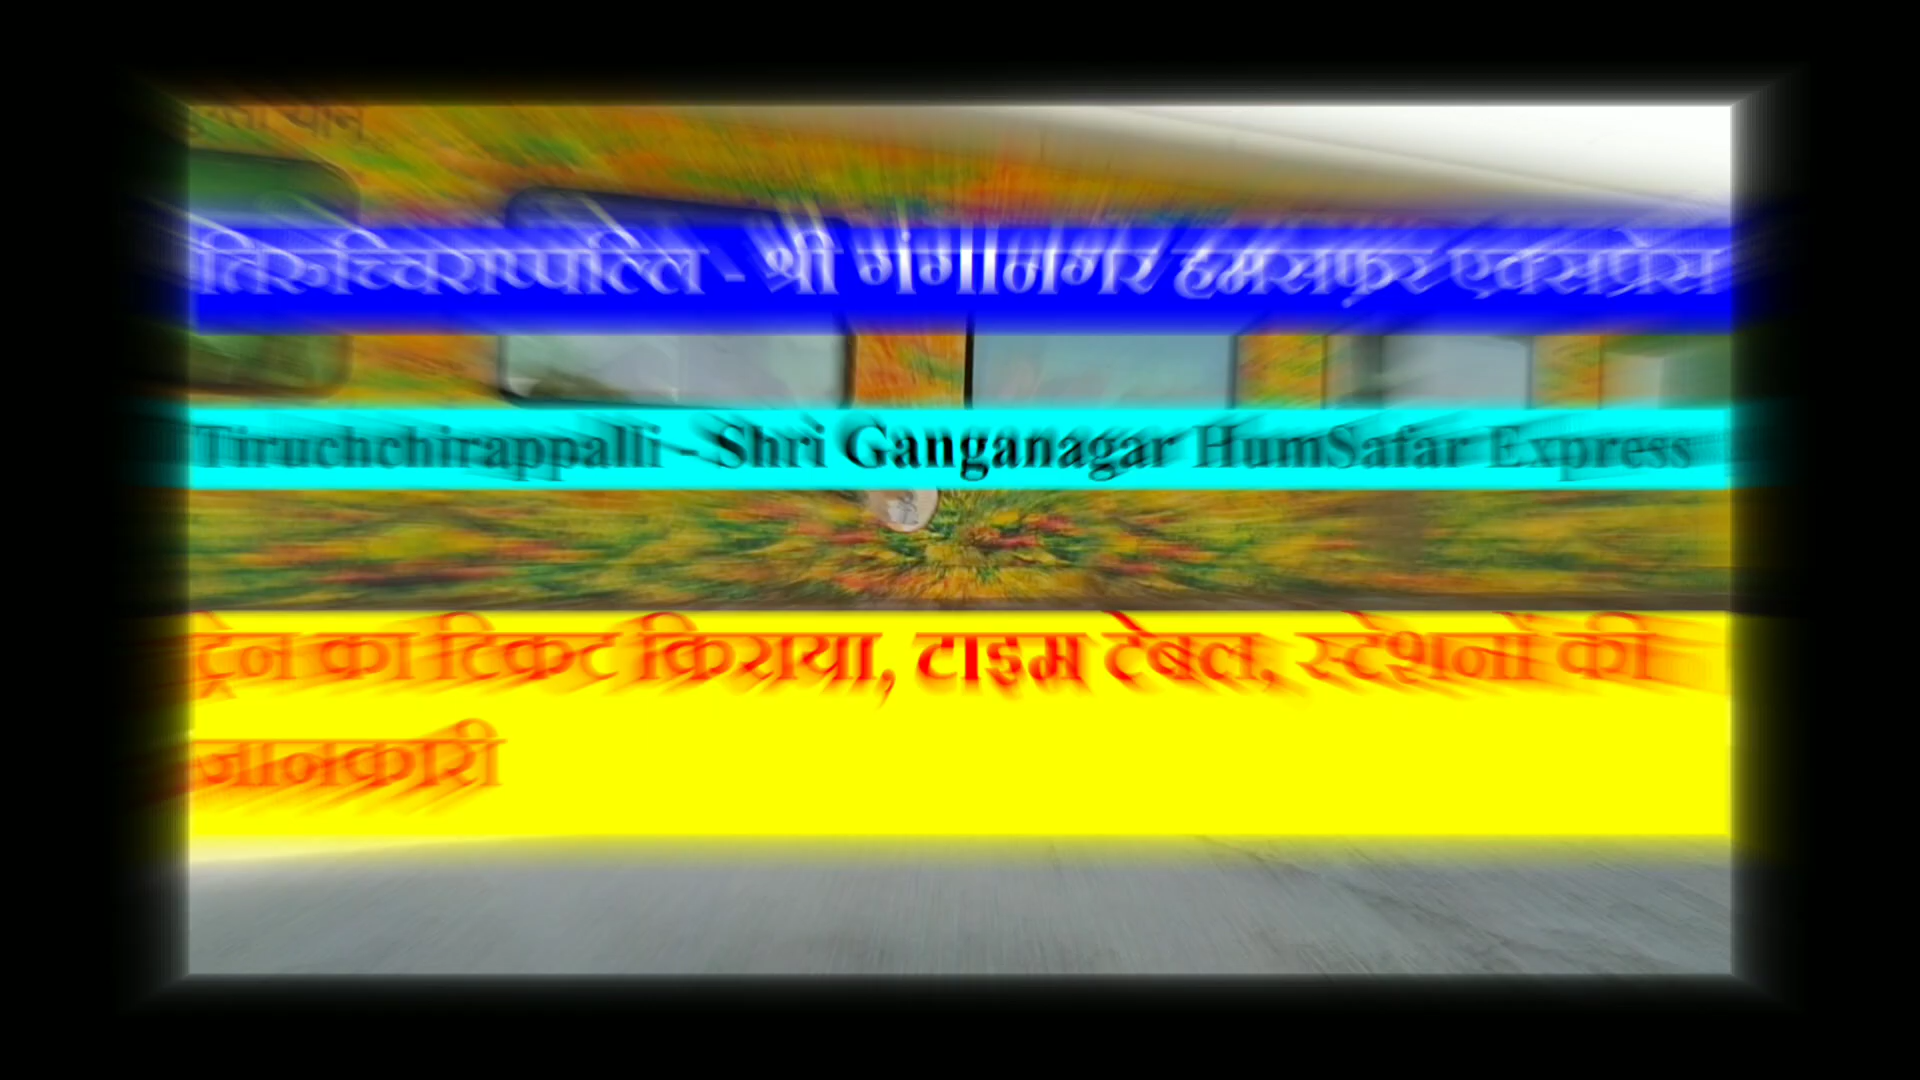 तिरुच्चिराप्पल्लि - श्री गंगानगर हमसफ़र एक्सप्रेस
Tiruchchirappalli - Shri Ganganagar HumSafar Express
ट्रेन का टिकट किराया, टाइम टेबल, स्टेशनों की
जानकारी